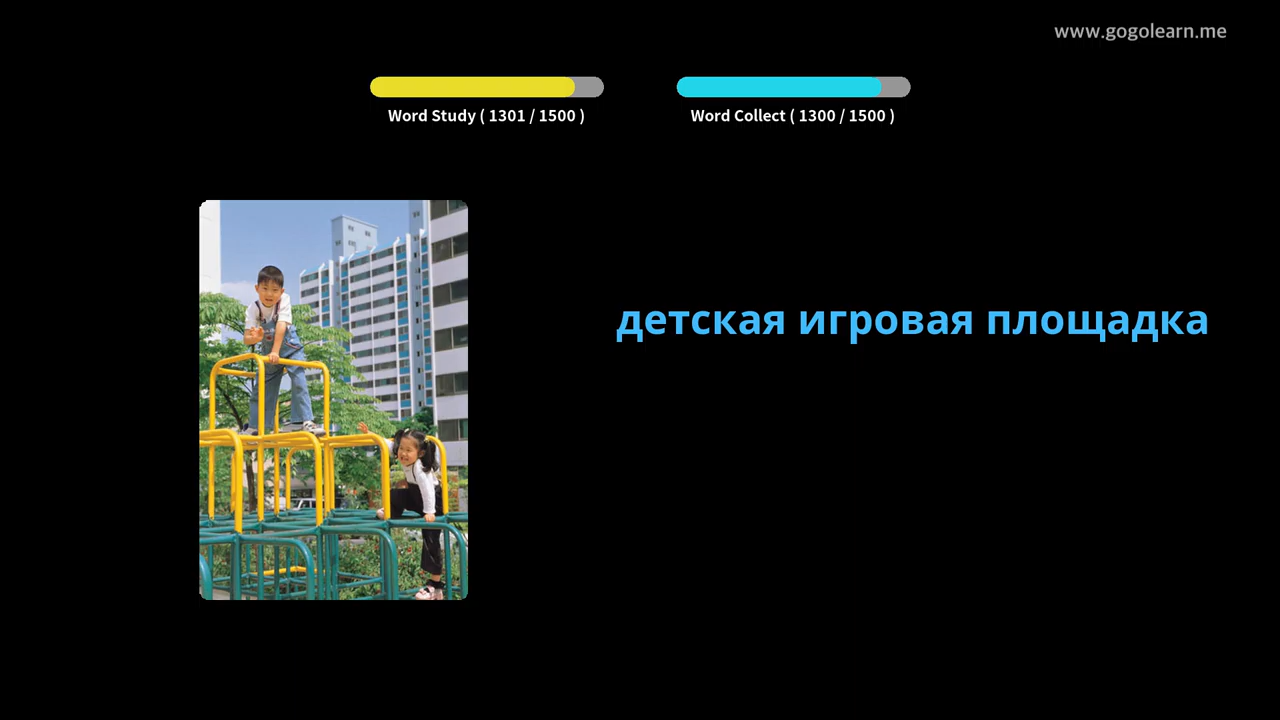 www.gogolearn.me
Word Study ( 1301 / 1500 )
Word Collect ( 1300 / 1500 )
детская игровая площадка